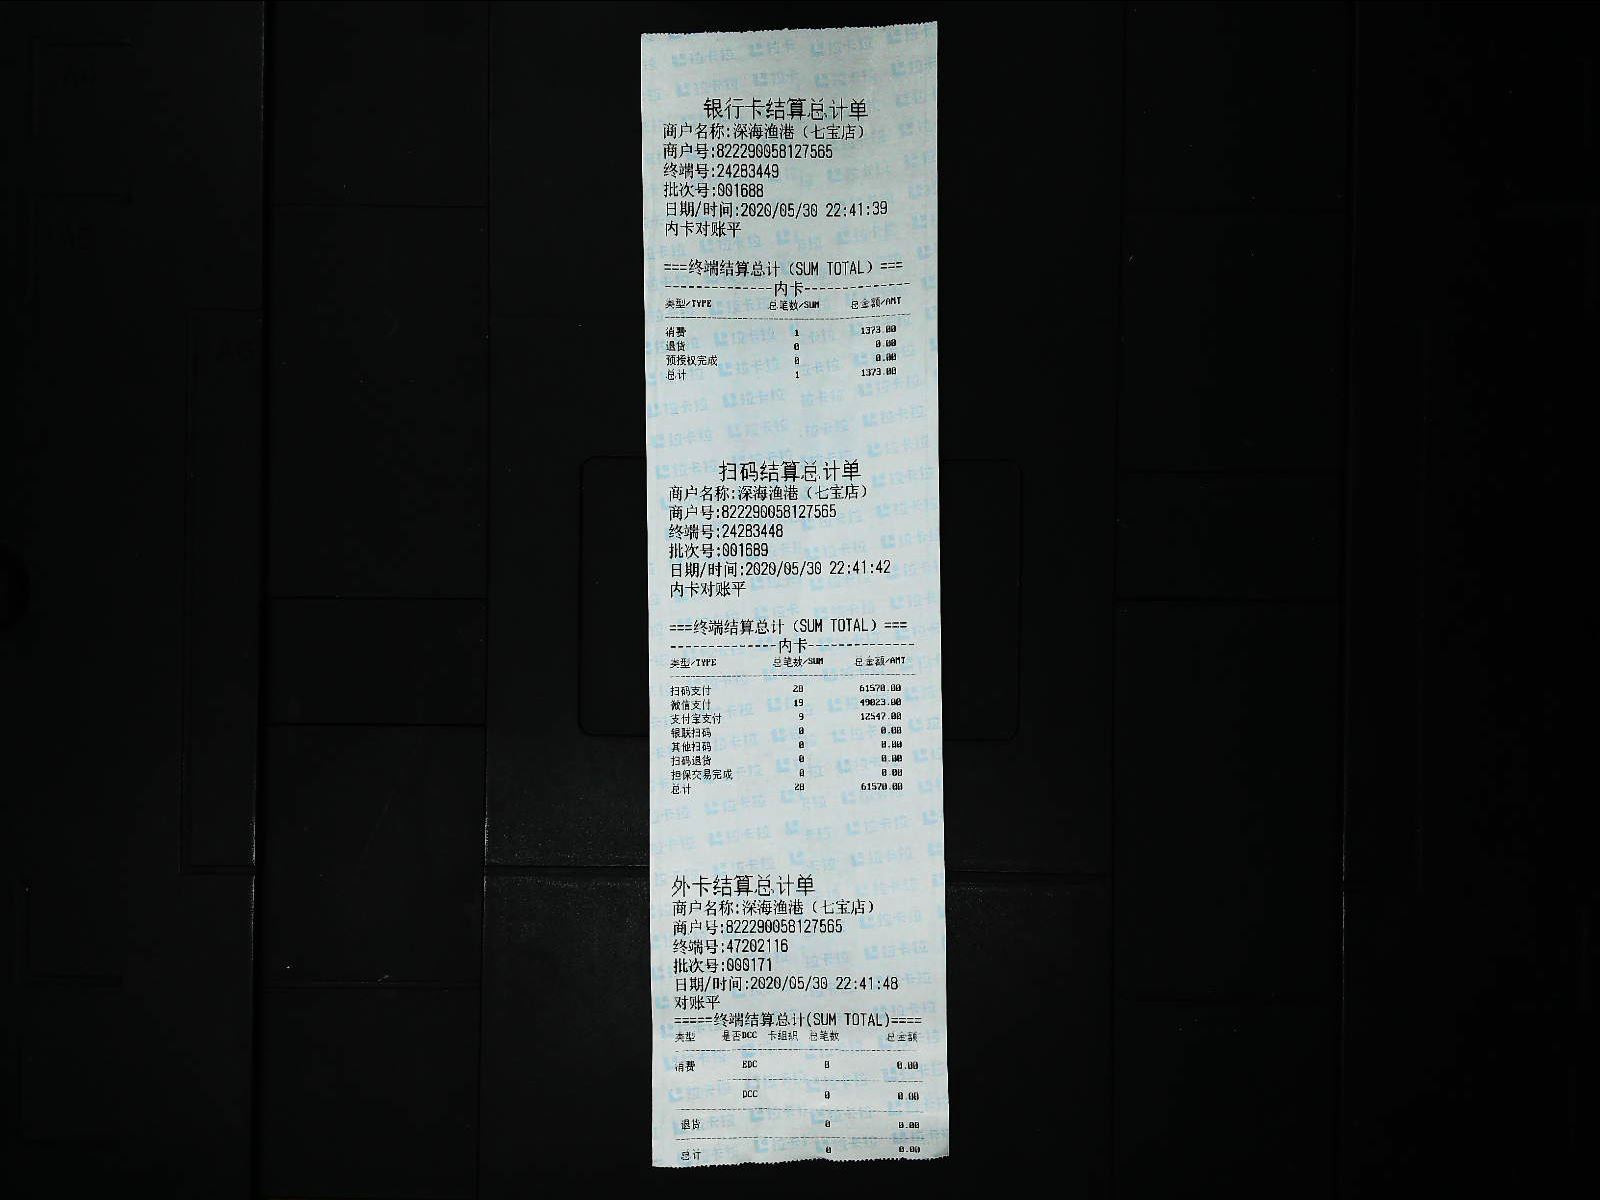 银行卡结算总计单
商户名称:深海渔港（七宝店）
商户号:822290058127565
终端号:24283449
批次号:001688
日期/时间:2020/05/30 22:41:39
内卡对账平
===终端结算总计（SUM TOTAL）===
--------------内卡--------------
类型/TYPE 总笔数/SUM 总金额/AMT
消费 1 1373.00
退货 0 0.00
预授权完成 0 0.00
总计 1 1373.00
扫码结算总计单
商户名称:深海渔港（七宝店）
商户号:822290058127565
终端号:24283448
批次号:001689
日期/时间:2020/05/30 22:41:42
内卡对账平
===终端结算总计（SUM TOTAL）===
--------------内卡--------------
类型/TYPE 总笔数/SUM 总金额/AMT
扫码支付 28 61570.00
微信支付 19 49023.00
支付宝支付 9 12547.00
银联扫码 0 0.00
其他扫码 0 0.00
扫码退货 0 0.00
担保交易完成 0 0.00
总计 28 61570.00
外卡结算总计单
商户名称:深海渔港（七宝店）
商户号:822290058127565
终端号:47202116
批次号:000171
日期/时间:2020/05/30 22:41:48
对账平
=====终端结算总计(SUM TOTAL)====
类型 是否DCC 卡组织 总笔数 总金额
消费 EDC 0 0.00
DCC 0 0.00
退货 0 0.00
总计 0 0.00